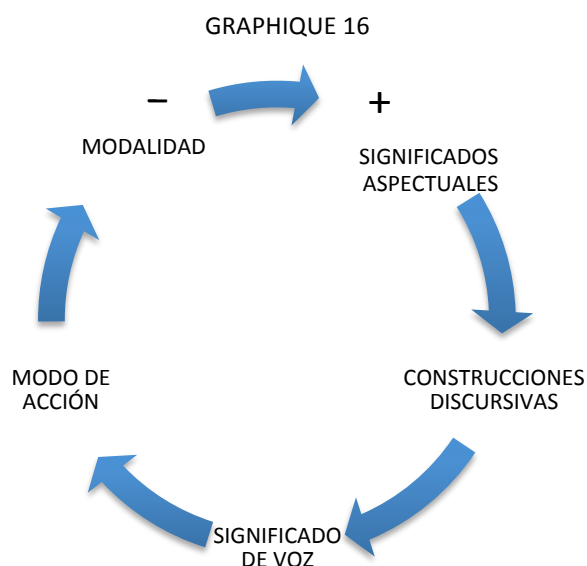 GRAPHIQUE 16
– +
MODALIDAD
SIGNIFICADOS
ASPECTUALES
CONSTRUCCIONES
DISCURSIVAS
SIGNIFICADO
DE VOZ
MODO DE
ACCIÓN